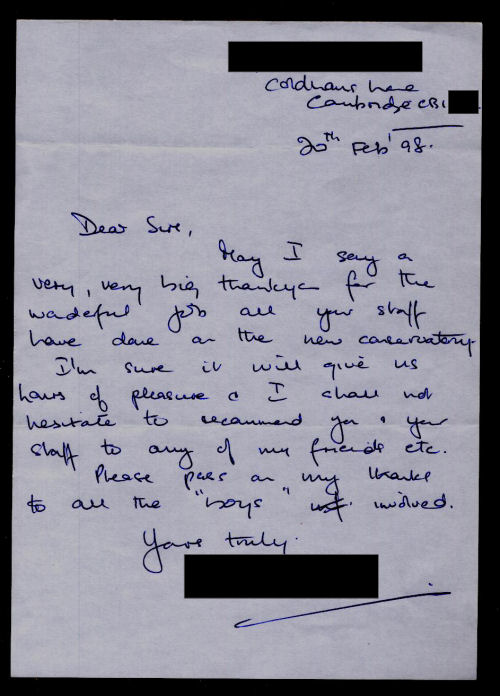 Coldhams Lane
Cambridge CB1
20th Feb' 98.
Dear Sirs,
May I say a
very, very big thankyou for the
wonderful job all your staff
have done on the new conservatory
I'm sure it will give us
hours of pleasure & I shall not
hesitate to recommend you & your
staff to any of my friends etc.
Please pass on my thanks
to all the "boys" involved.
Yours truly.